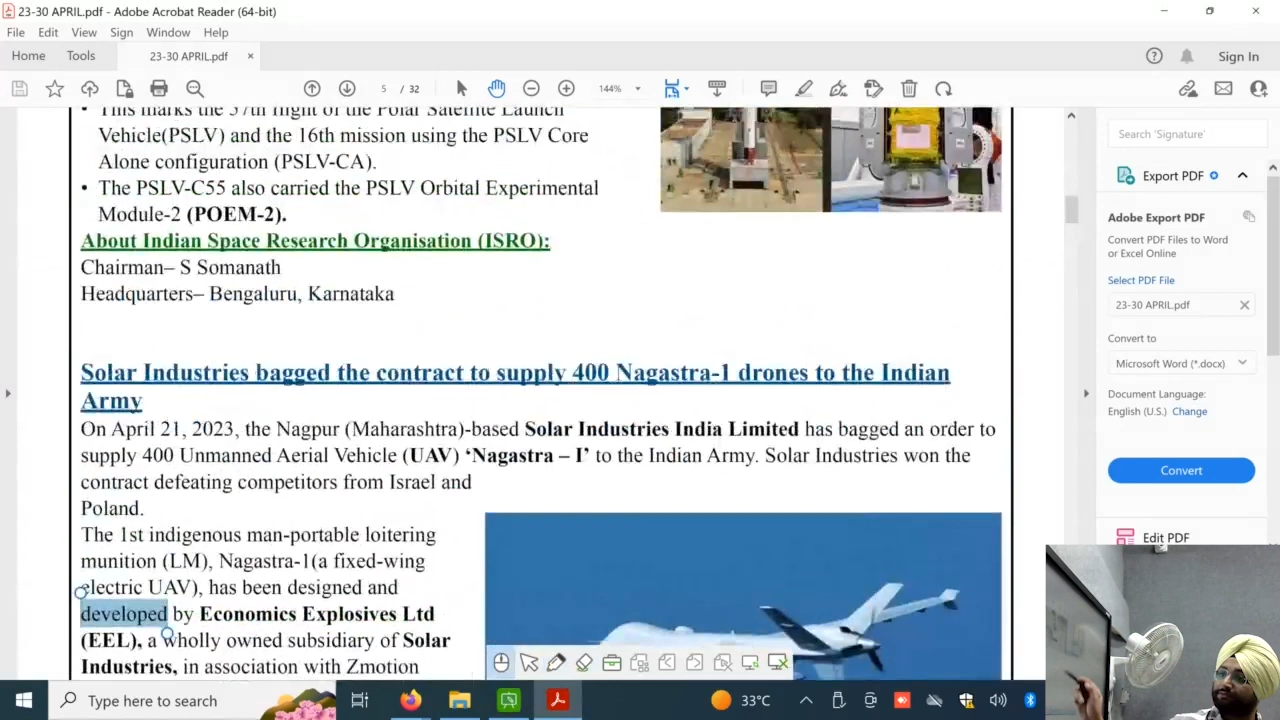 23-30 APRIL.pdf - Adobe Acrobat Reader (64-bit)
File Edit View Sign Window Help
Home Tools 23-30 APRIL.pdf × Sign In
5 / 32 144%
• This marks the 57th flight of the Polar Satellite Launch
Vehicle(PSLV) and the 16th mission using the PSLV Core
Alone configuration (PSLV-CA).
• The PSLV-C55 also carried the PSLV Orbital Experimental
Module-2 (POEM-2).
About Indian Space Research Organisation (ISRO):
Chairman– S Somanath
Headquarters– Bengaluru, Karnataka
Solar Industries bagged the contract to supply 400 Nagastra-1 drones to the Indian
Army
On April 21, 2023, the Nagpur (Maharashtra)-based Solar Industries India Limited has bagged an order to
supply 400 Unmanned Aerial Vehicle (UAV) ‘Nagastra – I’ to the Indian Army. Solar Industries won the
contract defeating competitors from Israel and
Poland.
The 1st indigenous man-portable loitering
munition (LM), Nagastra-1(a fixed-wing
electric UAV), has been designed and
developed by Economics Explosives Ltd
(EEL), a wholly owned subsidiary of Solar
Industries, in association with Zmotion
Search 'Signature'
Export PDF
Adobe Export PDF
Convert PDF Files to Word
or Excel Online
Select PDF File
23-30 APRIL.pdf
Convert to
Microsoft Word (*.docx)
Document Language:
English (U.S.) Change
Convert
Edit PDF
Type here to search
33°C